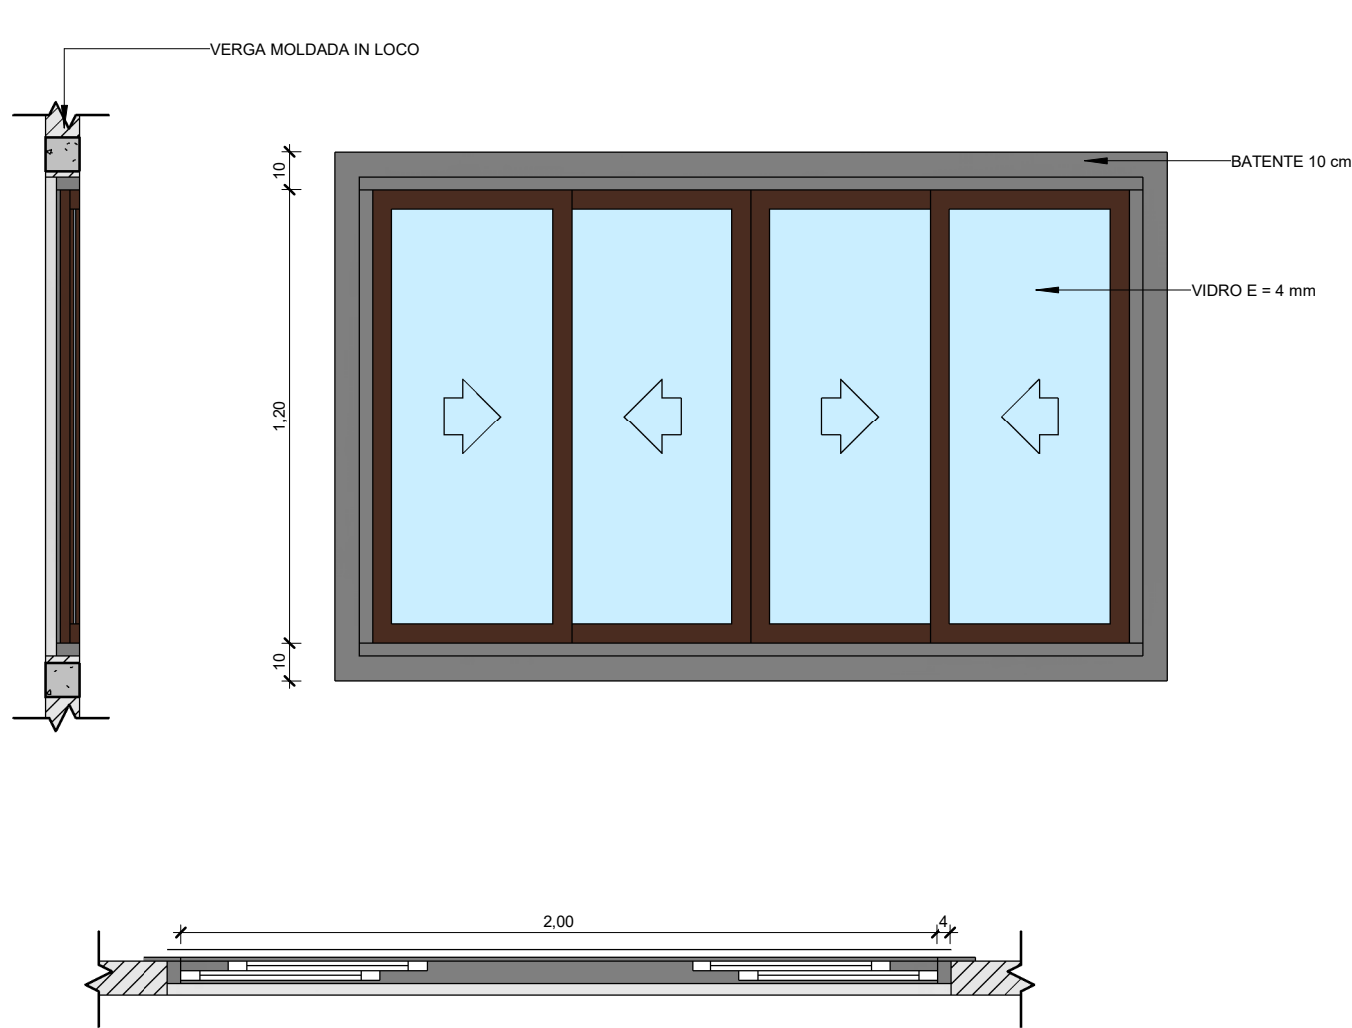 VERGA MOLDADA IN LOCO
BATENTE 10 cm
10
VIDRO E = 4 mm
1,20
10
2,00
4